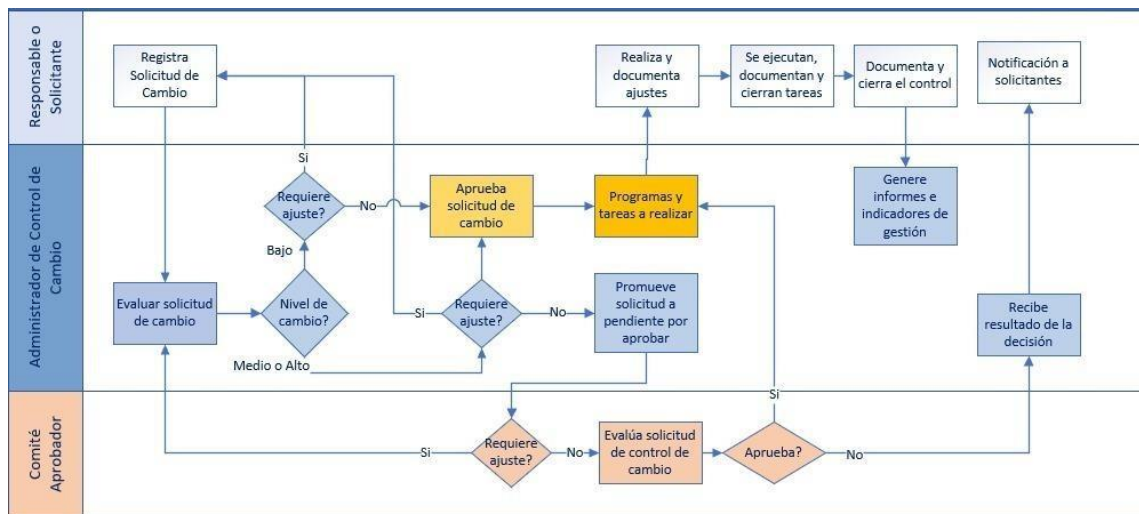 Responsable o
Solicitante
Registra
Solicitud de
Cambio
Realiza y
documenta
ajustes
Se ejecutan,
documentan y
cierran tareas
Documenta y
cierra el control
Notificación a
solicitantes
Administrador de Control de
Cambio
Si
Requiere
ajuste?
No
Aprueba
solicitud de
cambio
Programas y
tareas a realizar
Genere
informes e
indicadores de
gestión
Bajo
Evaluar solicitud
de cambio
Nivel de
cambio?
Si
Requiere
ajuste?
No
Promueve
solicitud a
pendiente por
aprobar
Recibe
resultado de la
decisión
Medio o Alto
Comité
Aprobador
Si
Requiere
ajuste?
No
Evalúa solicitud
de control de
cambio
Si
Aprueba?
No